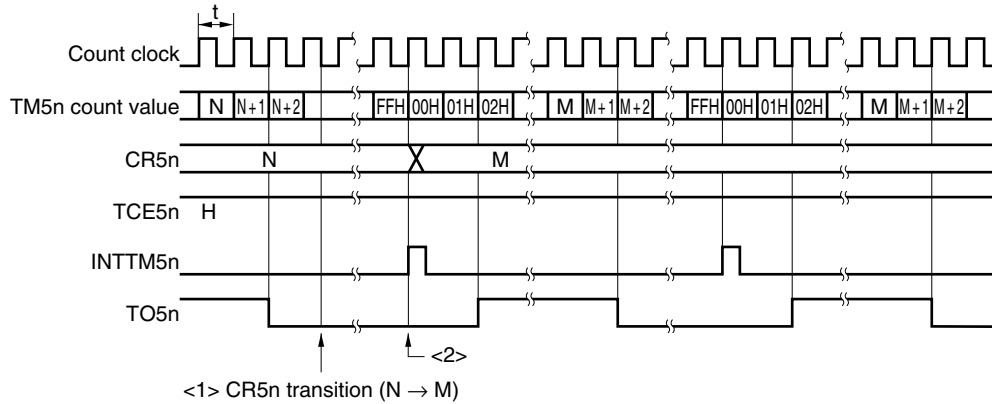 t
Count clock
TM5n count value N N+1 N+2 FFH 00H 01H 02H M M+1 M+2 FFH 00H 01H 02H M M+1 M+2
CR5n N M
TCE5n H
INTTM5n
TO5n
<2>
<1> CR5n transition (N → M)